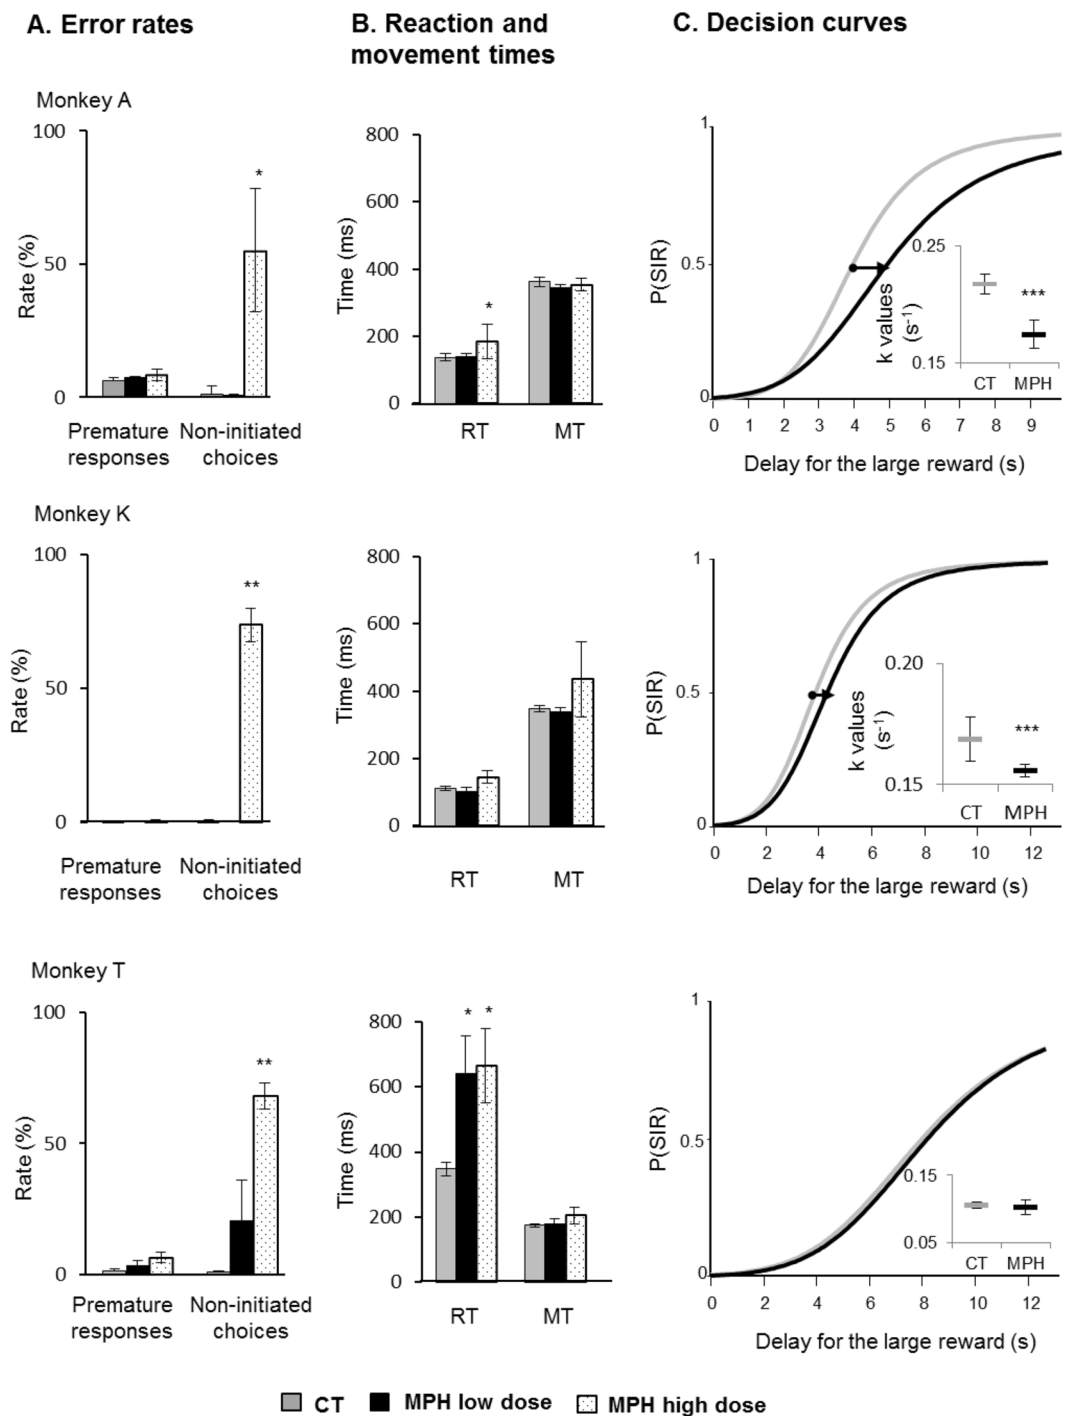 A. Error rates
B. Reaction and
movement times
C. Decision curves
Monkey A
100
50
0
Rate (%)
*
Premature
responses
Non-initiated
choices
800
600
400
200
0
Time (ms)
*
RT
MT
1
0.5
0
P(SIR)
0 1 2 3 4 5 6 7 8 9
Delay for the large reward (s)
0.25
0.15
k values
(s-1)
***
CT MPH
Monkey K
100
50
0
Rate (%)
**
Premature
responses
Non-initiated
choices
800
600
400
200
0
Time (ms)
RT
MT
1
0.5
0
P(SIR)
0 2 4 6 8 10 12
Delay for the large reward (s)
0.20
0.15
k values
(s-1)
***
CT MPH
Monkey T
100
50
0
Rate (%)
**
Premature
responses
Non-initiated
choices
800
600
400
200
0
Time (ms)
* *
RT
MT
1
0.5
0
P(SIR)
0 2 4 6 8 10 12
Delay for the large reward (s)
0.15
0.05
CT MPH
CT MPH low dose MPH high dose